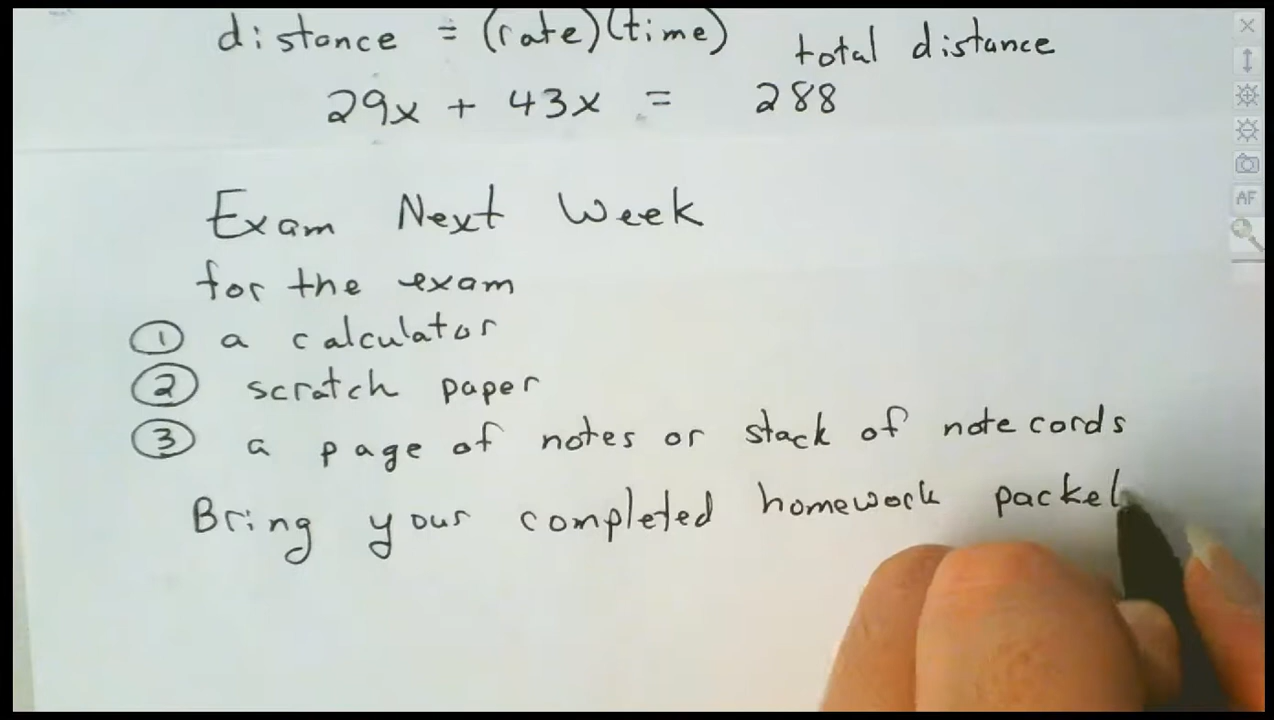 distance = (rate)(time) total distance
29x + 43x = 288
Exam Next Week
for the exam
① a calculator
② scratch paper
③ a page of notes or stack of note cards
Bring your completed homework packet
AF